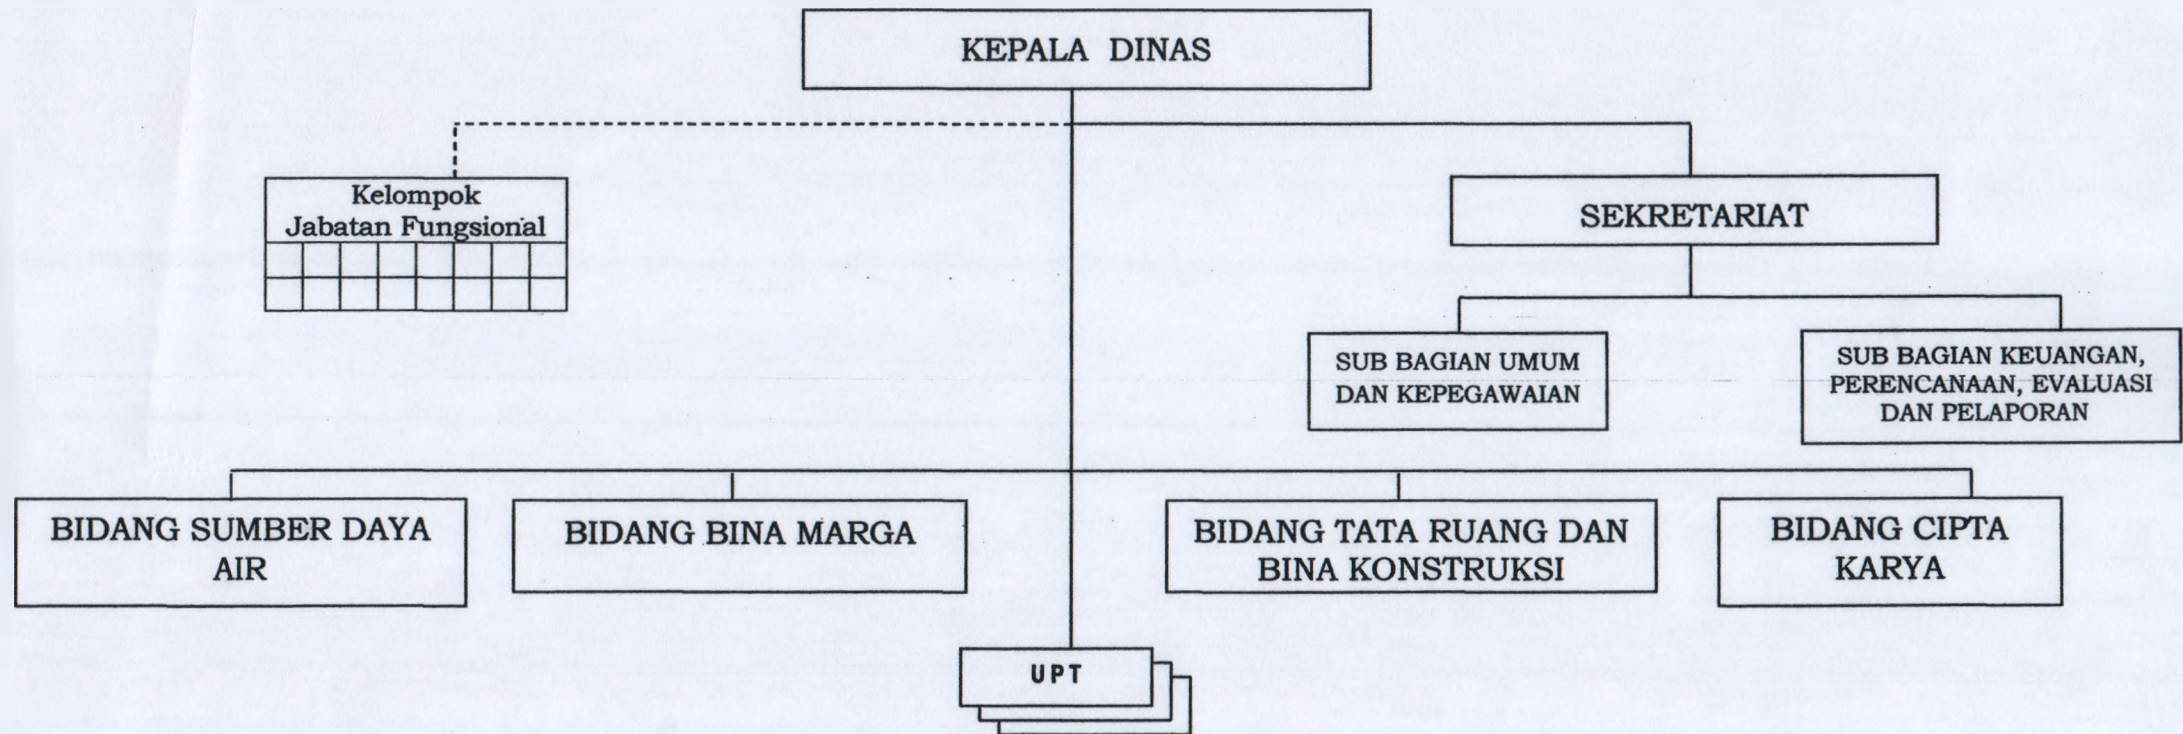 KEPALA DINAS
Kelompok
Jabatan Fungsional
SEKRETARIAT
SUB BAGIAN UMUM
DAN KEPEGAWAIAN
SUB BAGIAN KEUANGAN,
PERENCANAAN, EVALUASI
DAN PELAPORAN
BIDANG SUMBER DAYA
AIR
BIDANG BINA MARGA
BIDANG TATA RUANG DAN
BINA KONSTRUKSI
BIDANG CIPTA
KARYA
UPT